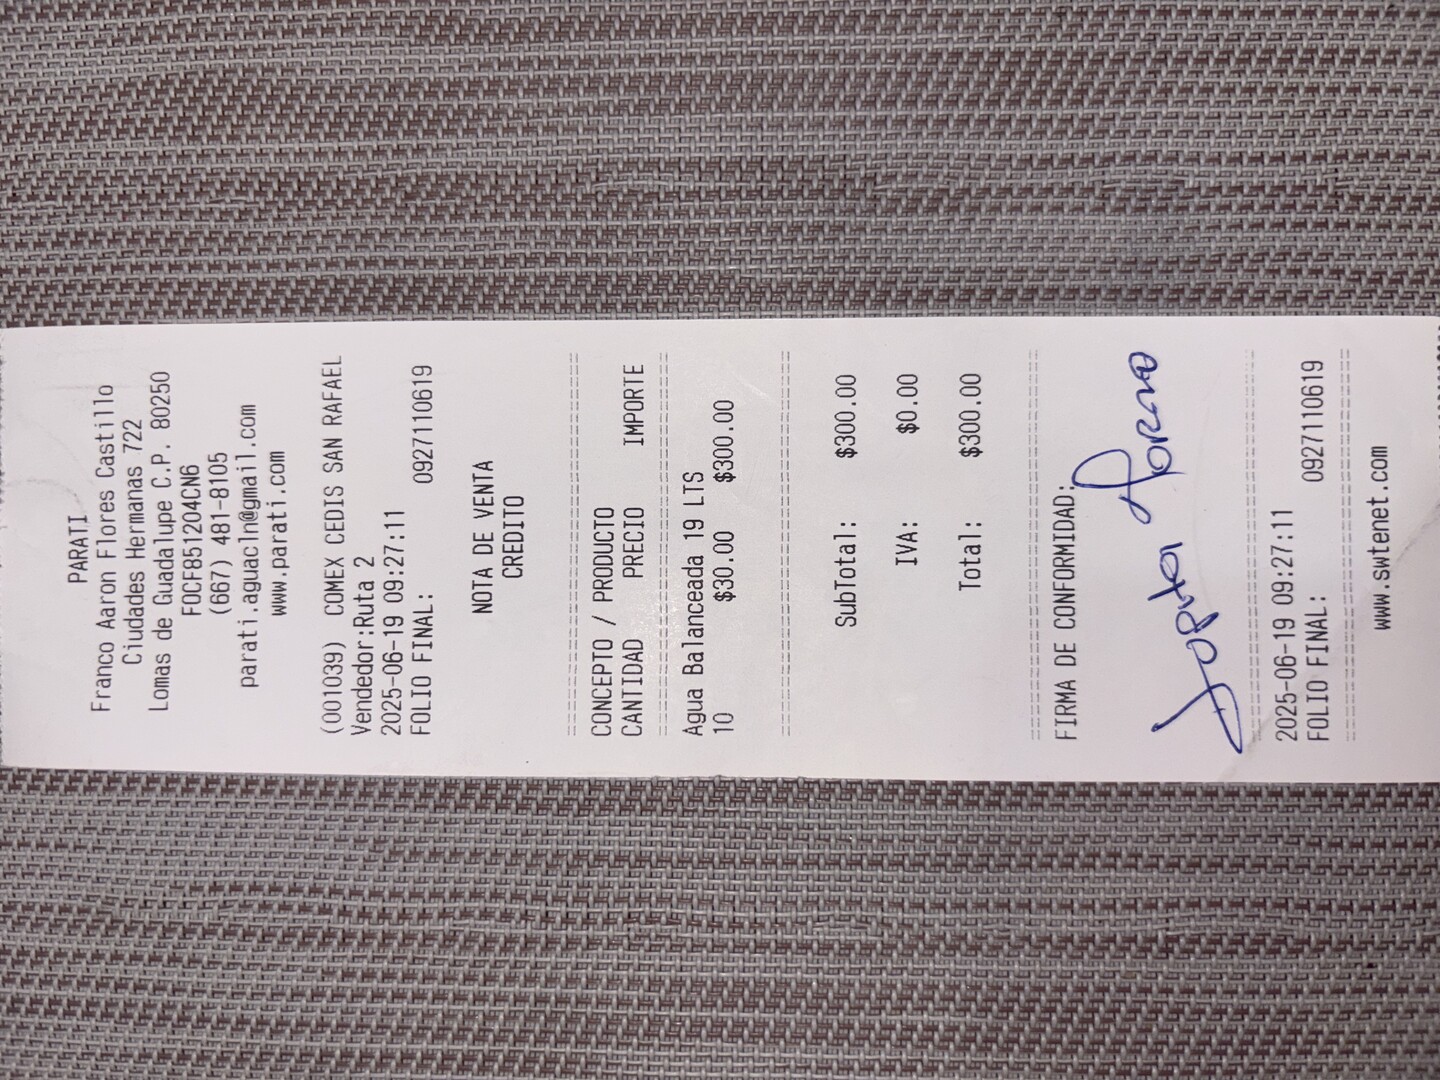 PARATI
Franco Aaron Flores Castillo
Ciudades Hermanas 722
Lomas de Guadalupe C.P. 80250
FOCF851204CN6
(667) 481-8105
parati.aguacln@gmail.com
www.parati.com
(001039) COMEX CEDIS SAN RAFAEL
Vendedor:Ruta 2
2025-06-19 09:27:11
FOLIO FINAL: 0927110619
NOTA DE VENTA
CREDITO
CONCEPTO / PRODUCTO
CANTIDAD PRECIO IMPORTE
Agua Balanceada 19 LTS
10 $30.00 $300.00
SubTotal: $300.00
IVA: $0.00
Total: $300.00
FIRMA DE CONFORMIDAD:
2025-06-19 09:27:11
FOLIO FINAL: 0927110619
www.swtenet.com